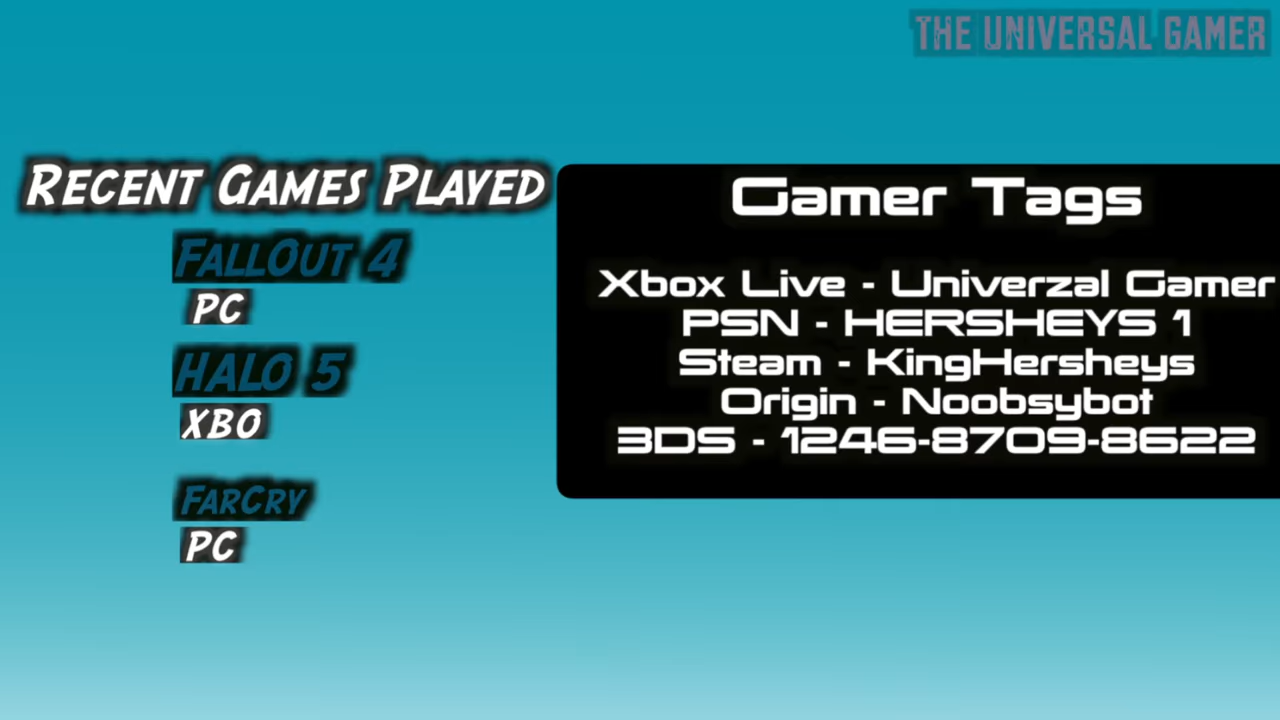 THE UNIVERSAL GAMER
RECENT GAMES PLAYED
FALLOUT 4
PC
HALO 5
XBO
FARCRY
PC
Gamer Tags
Xbox Live - Univerzal Gamer
PSN - HERSHEYS 1
Steam - KingHersheys
Origin - Noobsybot
3DS - 1246-8709-8622